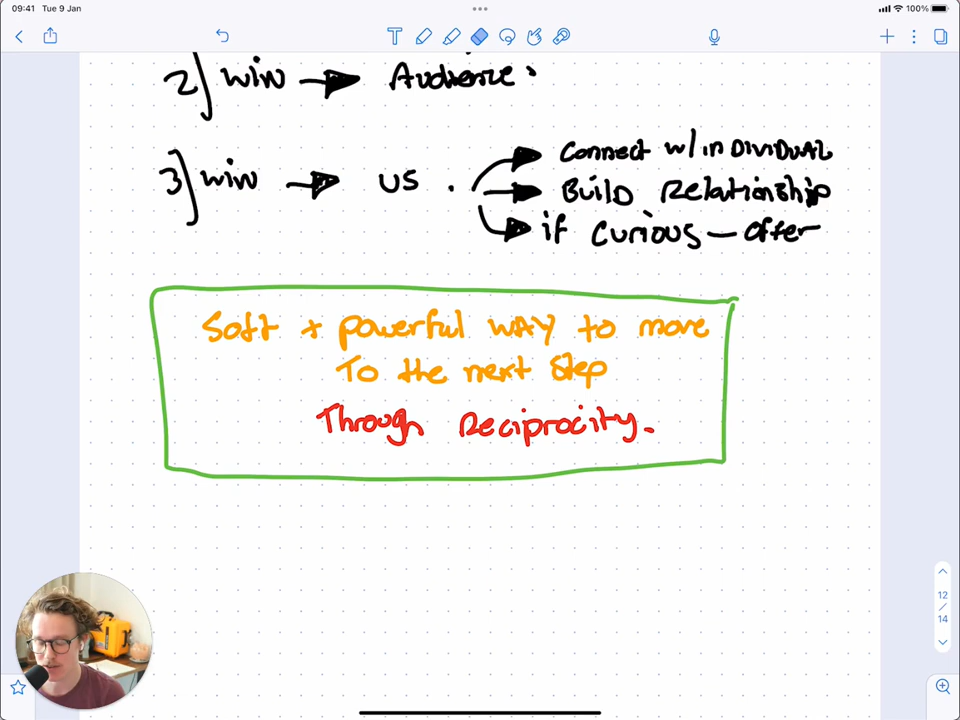 09:41 Tue 9 Jan
100%
2) win → Audience.
3) win → us.
→ Connect w/ inDividual
→ Build Relationship
→ if curious — offer
Soft + powerful way to move
To the next step
Through Reciprocity.
12
/
14